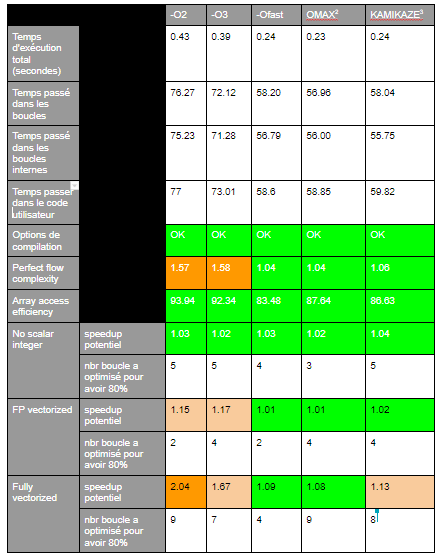 -O2 -O3 -Ofast OMAX² KAMIKAZE³
Temps
d'exécution
total
(secondes)
0.43 0.39 0.24 0.23 0.24
Temps passé
dans les
boucles
76.27 72.12 58.20 56.96 58.04
Temps passé
dans les
boucles
internes
75.23 71.28 56.79 56.00 55.75
Temps passer
dans le code
utilisateur
77 73.01 58.6 58.85 59.82
Options de
compilation
OK OK OK OK OK
Perfect flow
complexity
1.57 1.58 1.04 1.04 1.06
Array access
efficiency
93.94 92.34 83.48 87.64 86.63
No scalar
integer
speedup
potentiel
1.03 1.02 1.03 1.02 1.04
nbr boucle a
optimisé pour
avoir 80%
5 5 4 3 5
FP vectorized
speedup
potentiel
1.15 1.17 1.01 1.01 1.02
nbr boucle a
optimisé pour
avoir 80%
2 4 2 4 4
Fully
vectorized
speedup
potentiel
2.04 1.67 1.09 1.08 1.13
nbr boucle a
optimisé pour
avoir 80%
9 7 4 9 8